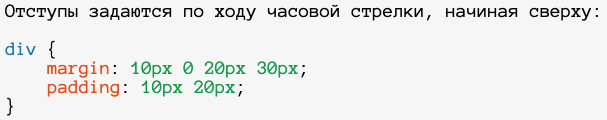 Отступы задаются по ходу часовой стрелки, начиная сверху:
div {
    margin: 10px 0 20px 30px;
    padding: 10px 20px;
}